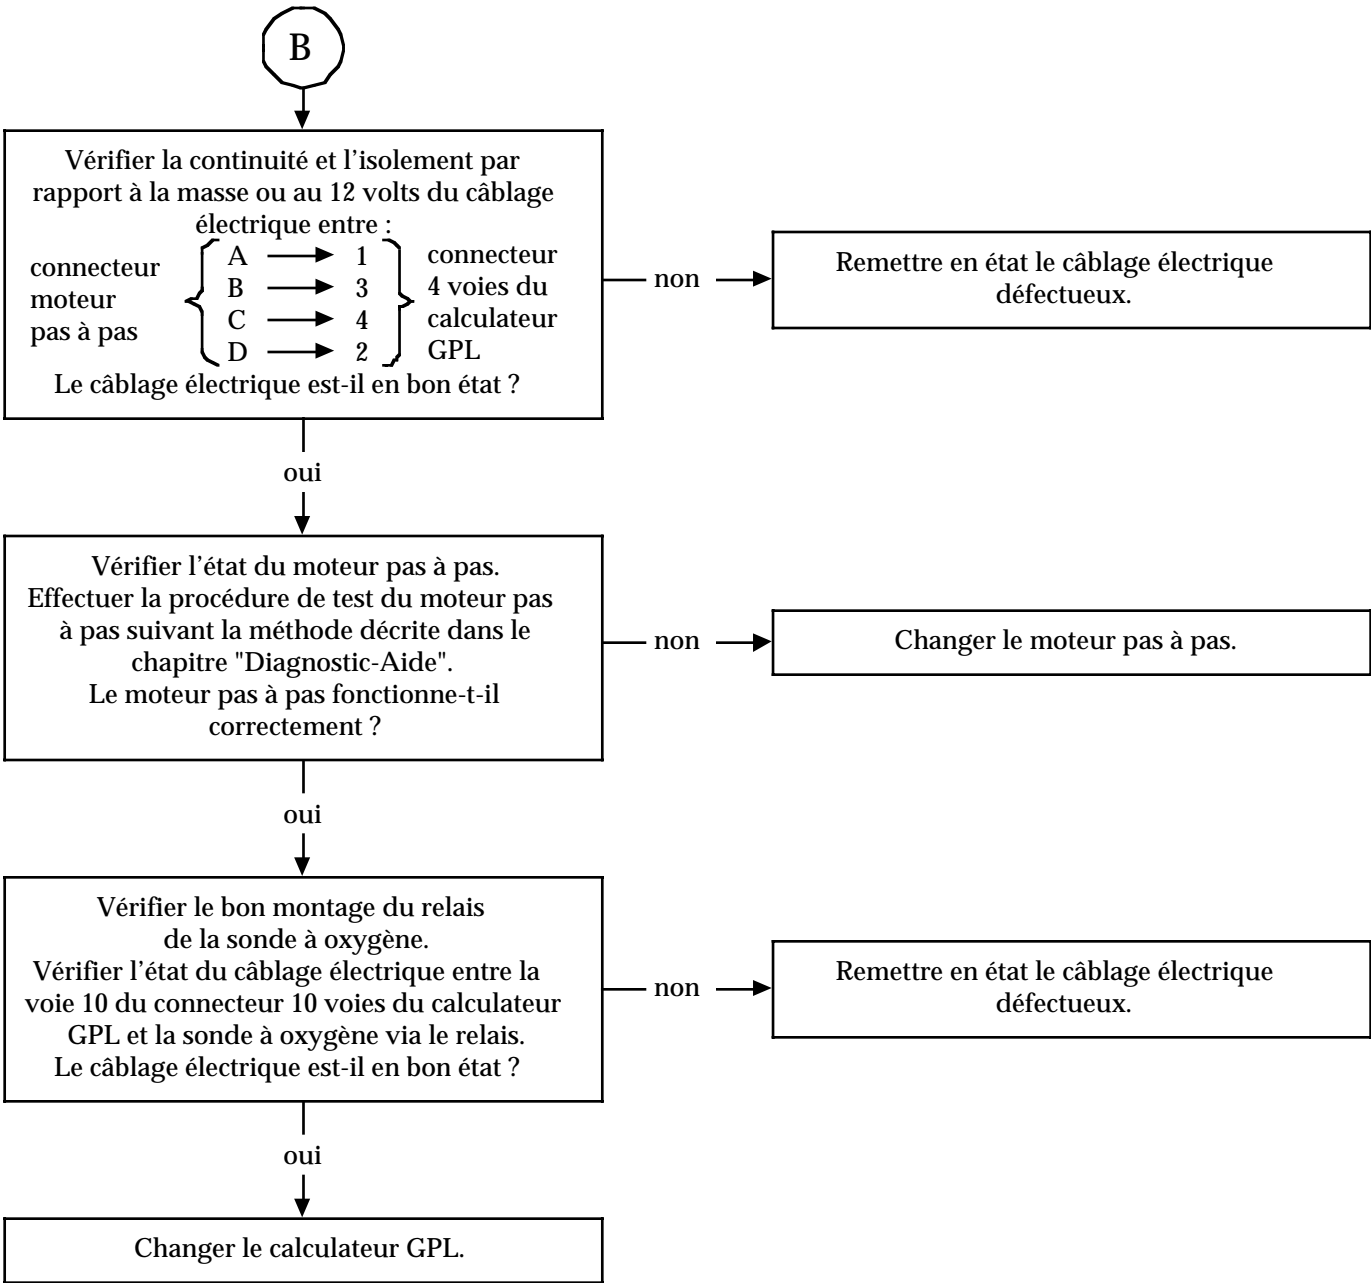 B
Vérifier la continuité et l'isolement par
rapport à la masse ou au 12 volts du câblage
électrique entre :
connecteur
moteur
pas à pas
A 1
B 3
C 4
D 2
connecteur
4 voies du
calculateur
GPL
Le câblage électrique est-il en bon état ?
non
Remettre en état le câblage électrique
défectueux.
oui
Vérifier l'état du moteur pas à pas.
Effectuer la procédure de test du moteur pas
à pas suivant la méthode décrite dans le
chapitre "Diagnostic-Aide".
Le moteur pas à pas fonctionne-t-il
correctement ?
non
Changer le moteur pas à pas.
oui
Vérifier le bon montage du relais
de la sonde à oxygène.
Vérifier l'état du câblage électrique entre la
voie 10 du connecteur 10 voies du calculateur
GPL et la sonde à oxygène via le relais.
Le câblage électrique est-il en bon état ?
non
Remettre en état le câblage électrique
défectueux.
oui
Changer le calculateur GPL.